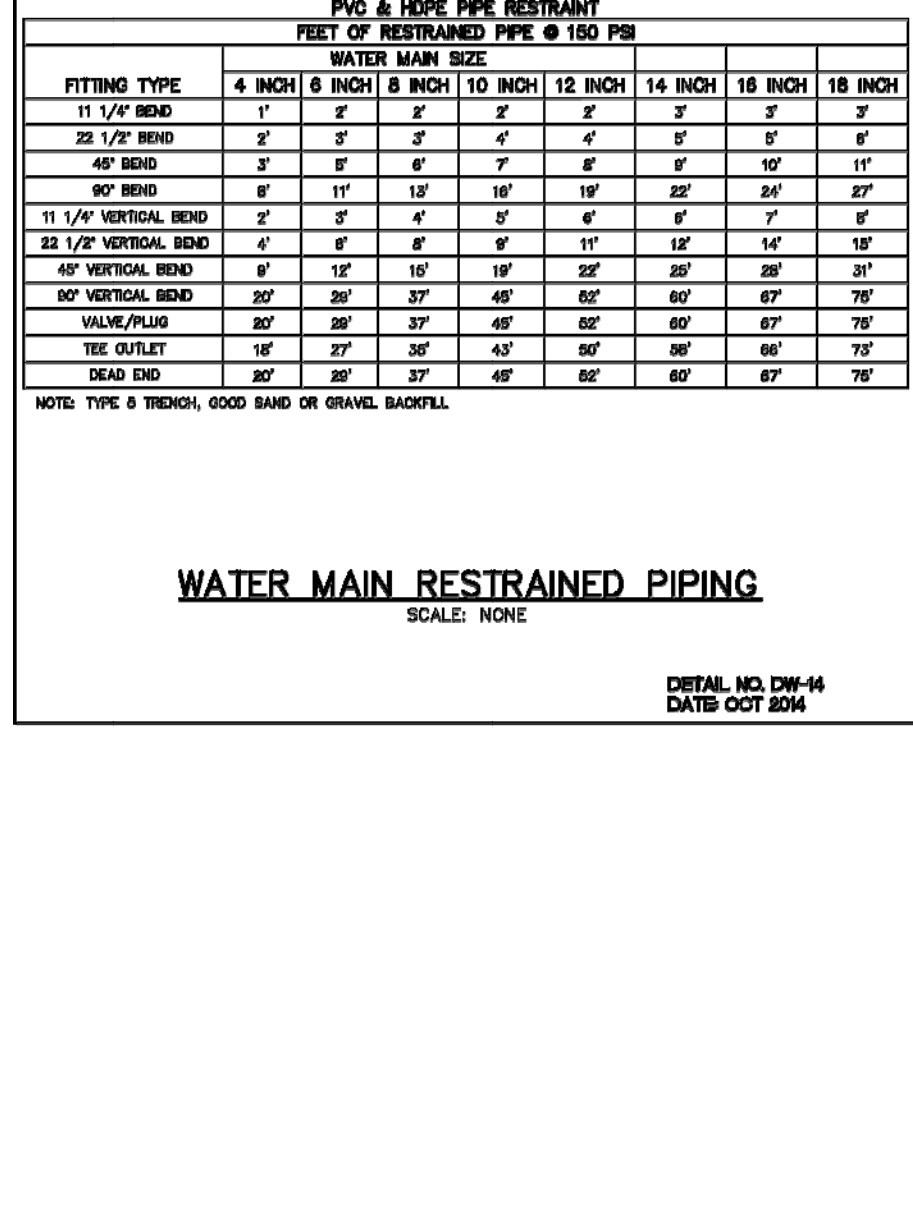 PVC & HDPE PIPE RESTRAINT
FEET OF RESTRAINED PIPE @ 150 PSI
WATER MAIN SIZE
FITTING TYPE 4 INCH 6 INCH 8 INCH 10 INCH 12 INCH 14 INCH 16 INCH 18 INCH
11 1/4° BEND 1' 2' 2' 2' 2' 3' 3' 3'
22 1/2° BEND 2' 3' 3' 4' 4' 5' 5' 6'
45° BEND 3' 5' 6' 7' 8' 9' 10' 11'
90° BEND 8' 11' 13' 16' 19' 22' 24' 27'
11 1/4° VERTICAL BEND 2' 3' 4' 5' 6' 6' 7' 8'
22 1/2° VERTICAL BEND 4' 6' 8' 9' 11' 12' 14' 15'
45° VERTICAL BEND 9' 12' 15' 19' 22' 25' 28' 31'
90° VERTICAL BEND 20' 29' 37' 45' 52' 60' 67' 75'
VALVE/PLUG 20' 29' 37' 45' 52' 60' 67' 75'
TEE OUTLET 18' 27' 35' 43' 50' 58' 66' 73'
DEAD END 20' 29' 37' 45' 52' 60' 67' 75'
NOTE: TYPE 5 TRENCH, GOOD SAND OR GRAVEL BACKFILL
WATER MAIN RESTRAINED PIPING
SCALE: NONE
DETAIL NO. DW-14
DATE: OCT 2014